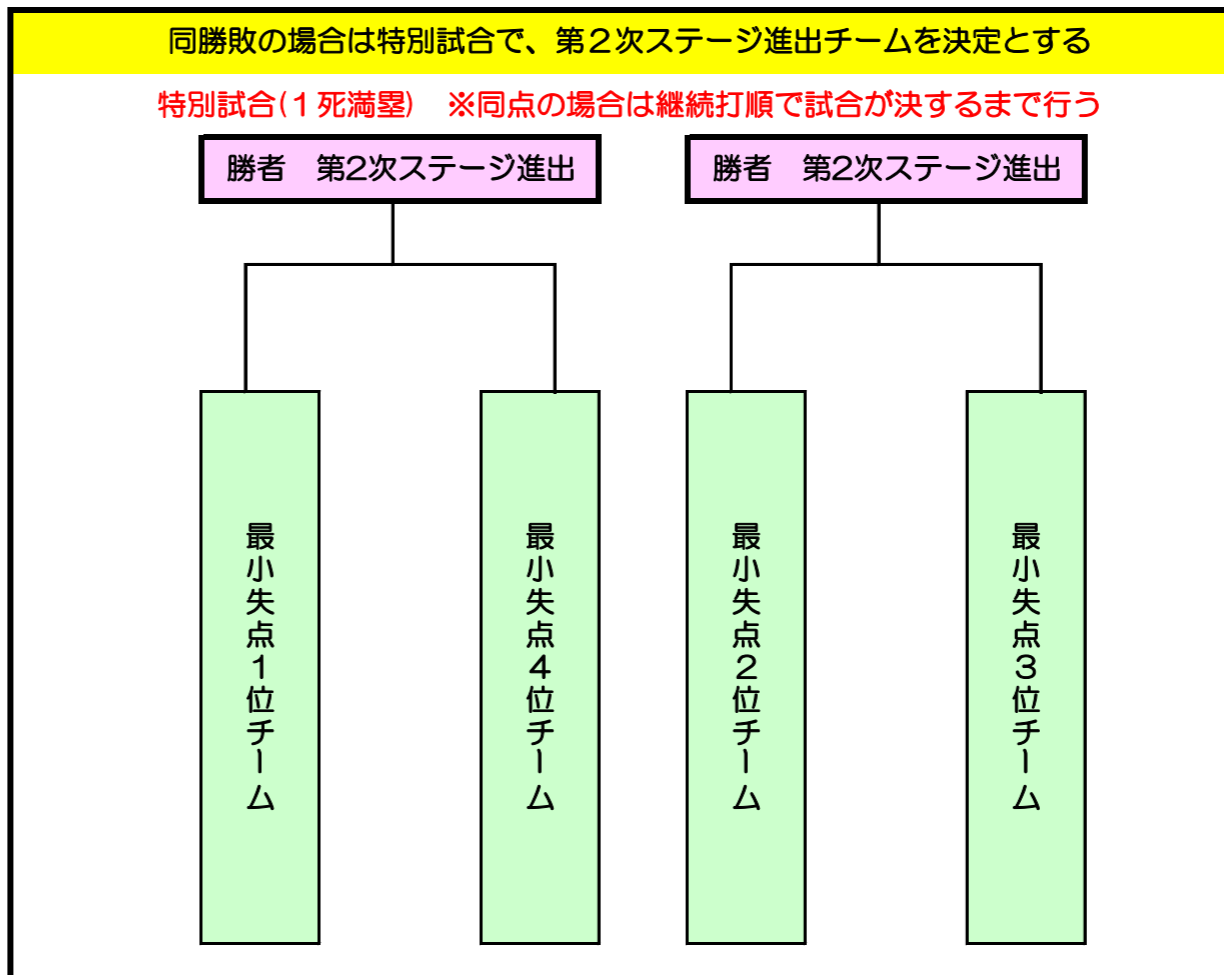 同勝敗の場合は特別試合で、第２次ステージ進出チームを決定とする
特別試合(１死満塁)　※同点の場合は継続打順で試合が決するまで行う
勝者　第2次ステージ進出
勝者　第2次ステージ進出
最小失点１位チーム
最小失点４位チーム
最小失点２位チーム
最小失点３位チーム